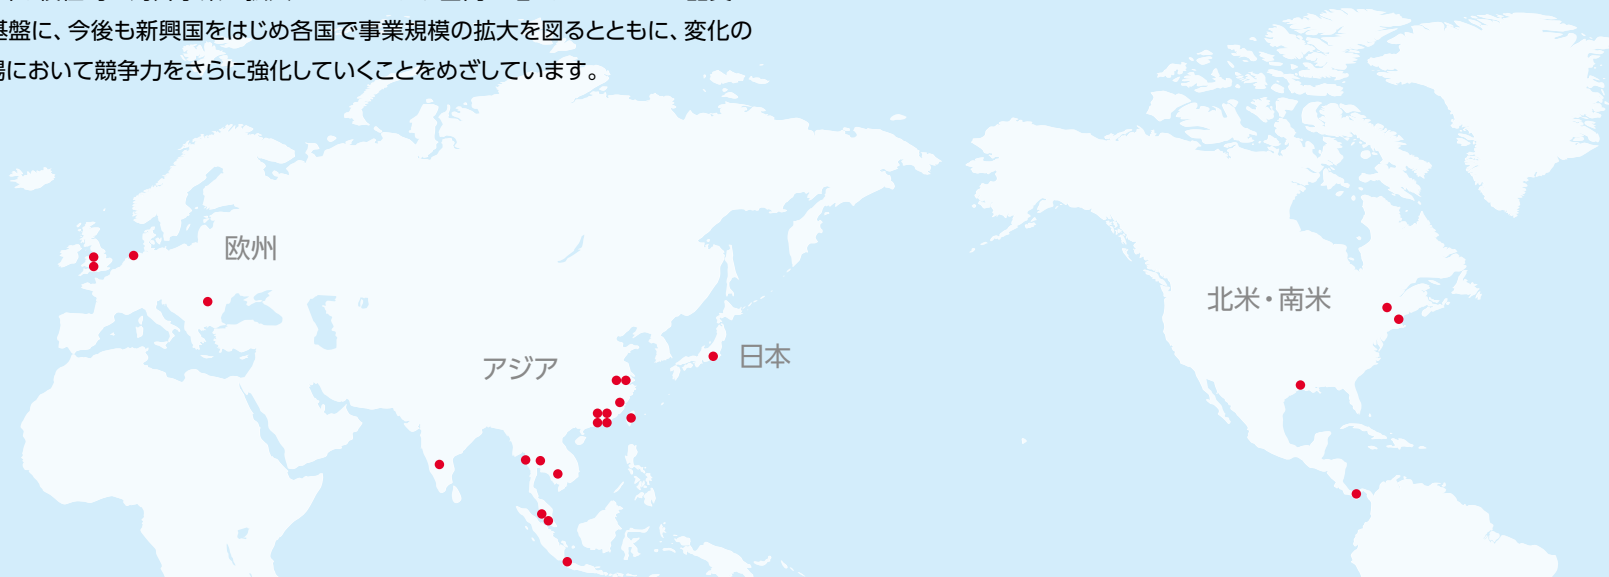 基盤に、今後も新興国をはじめ各国で事業規模の拡大を図るとともに、変化の
場において競争力をさらに強化していくことをめざしています。
欧州
北米・南米
アジア
日本